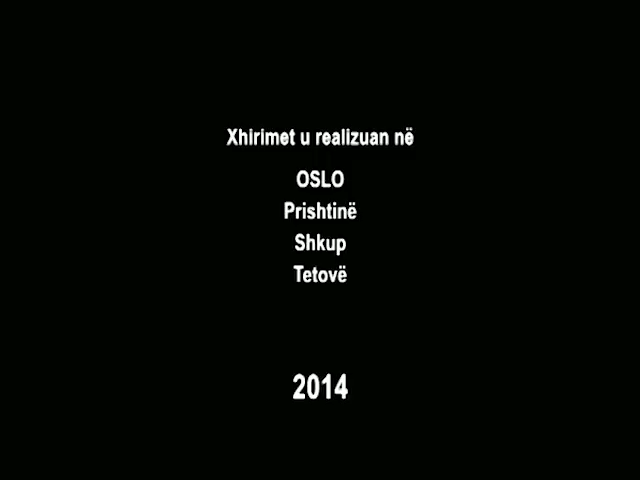 Xhirimet u realizuan në
OSLO
Prishtinë
Shkup
Tetovë
2014